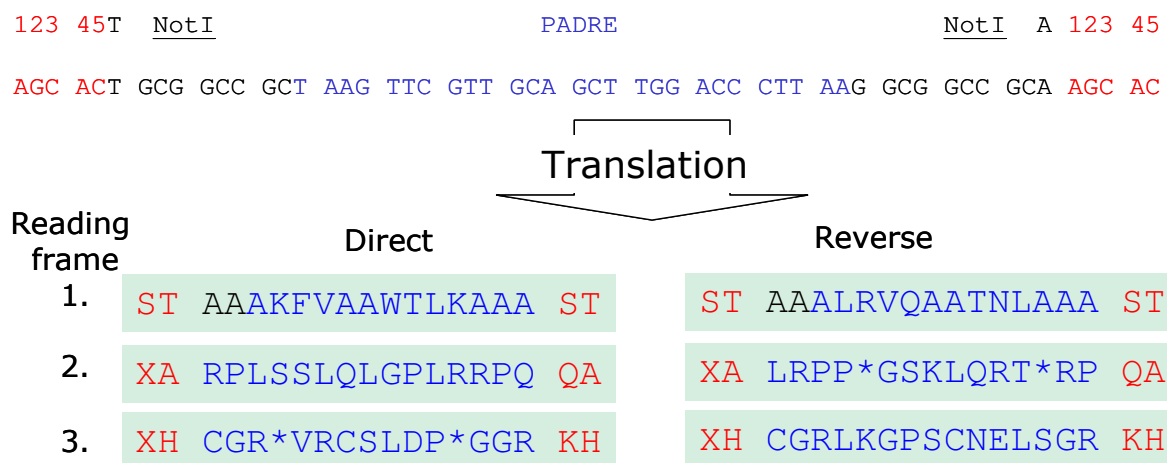 123 45T NotI PADRE NotI A 123 45
AGC ACT GCG GCC GCT AAG TTC GTT GCA GCT TGG ACC CTT AAG GCG GCC GCA AGC AC
Translation
Reading frame Direct Reverse
1. ST AAAKFVAAWTLKAAA ST ST AAALRVQAATNLAAA ST
2. XA RPLSSLQLGPLRRPQ QA XA LRPP*GSKLQRT*RP QA
3. XH CGR*VRCSLDP*GGR KH XH CGRLKGPSCNELSGR KH